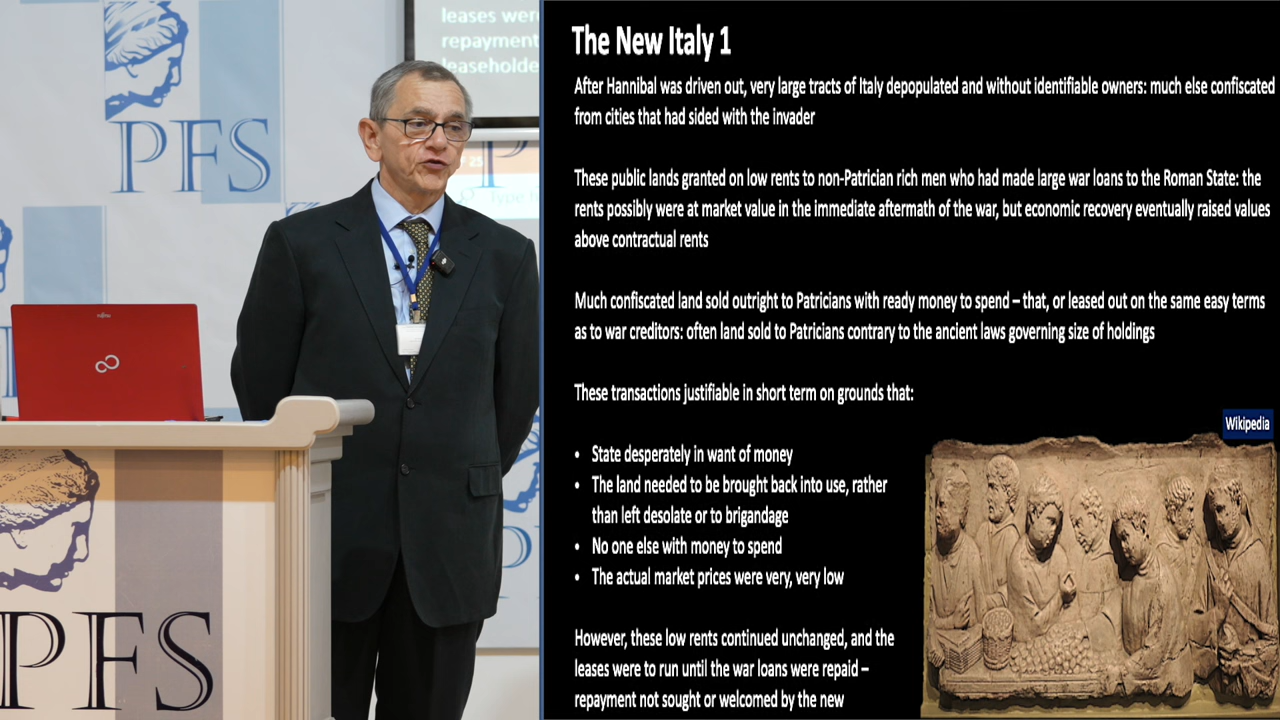 leases were
repayment
leaseholde
PFS
P
OF 25
Type
PFS
The New Italy 1
After Hannibal was driven out, very large tracts of Italy depopulated and without identifiable owners: much else confiscated
from cities that had sided with the invader
These public lands granted on low rents to non-Patrician rich men who had made large war loans to the Roman State: the
rents possibly were at market value in the immediate aftermath of the war, but economic recovery eventually raised values
above contractual rents
Much confiscated land sold outright to Patricians with ready money to spend – that, or leased out on the same easy terms
as to war creditors: often land sold to Patricians contrary to the ancient laws governing size of holdings
These transactions justifiable in short term on grounds that:
• State desperately in want of money
• The land needed to be brought back into use, rather
than left desolate or to brigandage
• No one else with money to spend
• The actual market prices were very, very low
However, these low rents continued unchanged, and the
leases were to run until the war loans were repaid –
repayment not sought or welcomed by the new
Wikipedia